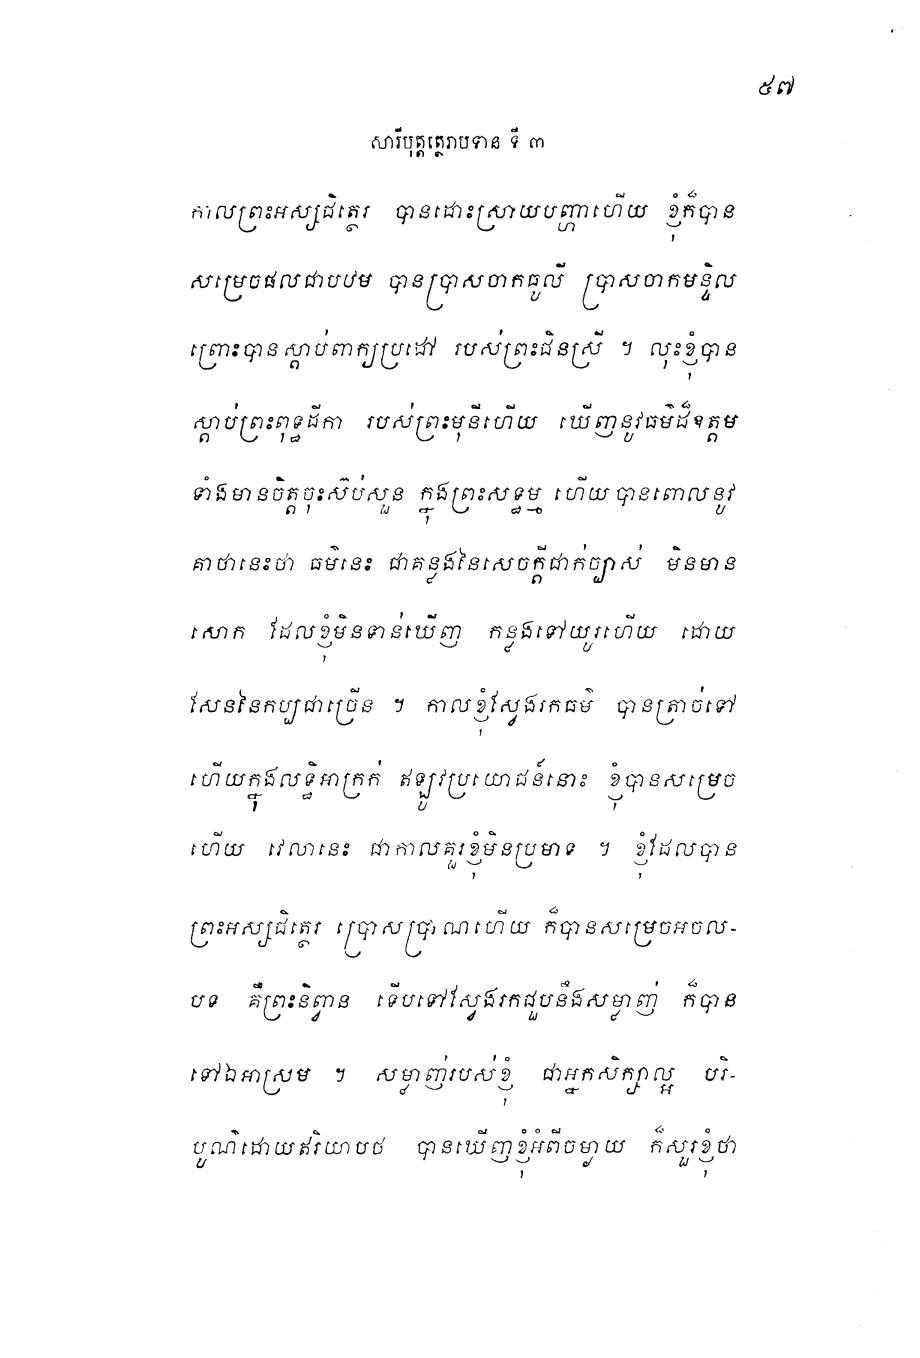 ៥៧
សារីបុត្តត្ថេរាបទាន ទី ៣
កាលព្រះអស្សជិត្ថេរ បានដោះស្រាយបញ្ហាហើយ ខ្ញុំក៏បាន
សម្រេចផលជាបឋម បានប្រាសចាកធូលី ប្រាសចាកមន្ទិល
ព្រោះបានស្តាប់ពាក្យប្រដៅ របស់ព្រះជិនស្រី ។ លុះខ្ញុំបាន
ស្តាប់ព្រះពុទ្ធដីកា របស់ព្រះមុនីហើយ ឃើញនូវធម៌ដ៏ឧត្តម
ទាំងមានចិត្តចុះស៊ប់សួន ក្នុងព្រះសទ្ធម្ម ហើយបានពោលនូវ
គាថានេះថា ធម៌នេះ ជាគន្លងនៃសេចក្តីជាក់ច្បាស់ មិនមាន
សោក ដែលខ្ញុំមិនទាន់ឃើញ កន្លងទៅយូរហើយ ដោយ
សែននៃកប្បជាច្រើន ។ កាលខ្ញុំស្វែងរកធម៌ បានត្រាច់ទៅ
ហើយក្នុងលទ្ធិអាក្រក់ ឥឡូវប្រយោជន៍នោះ ខ្ញុំបានសម្រេច
ហើយ វេលានេះ ជាកាលគួរខ្ញុំមិនប្រមាទ ។ ខ្ញុំដែលបាន
ព្រះអស្សជិត្ថេរ ប្រោសប្រាណហើយ ក៏បានសម្រេចអចល-
បទ គឺព្រះនិព្វាន ទើបទៅស្វែងរកជួបនឹងសម្លាញ់ ក៏បាន
ទៅឯអាស្រម ។ សម្លាញ់របស់ខ្ញុំ ជាអ្នកសិក្សាល្អ បរិ-
បូណ៌ដោយឥរិយាបថ បានឃើញខ្ញុំអំពីចម្ងាយ ក៏សួរខ្ញុំថា